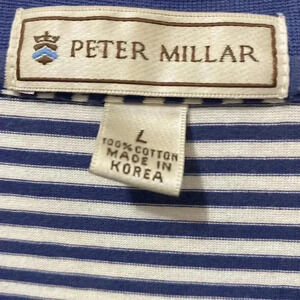 PETER MILLAR
L
100% COTTON
MADE IN
KOREA